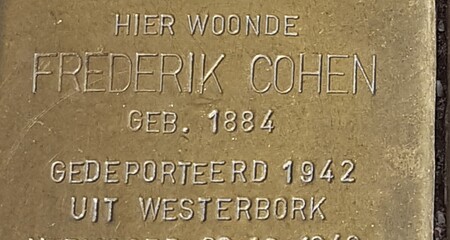 HIER WOONDE
FREDERIK COHEN
GEB. 1884
GEDEPORTEERD 1942
UIT WESTERBORK